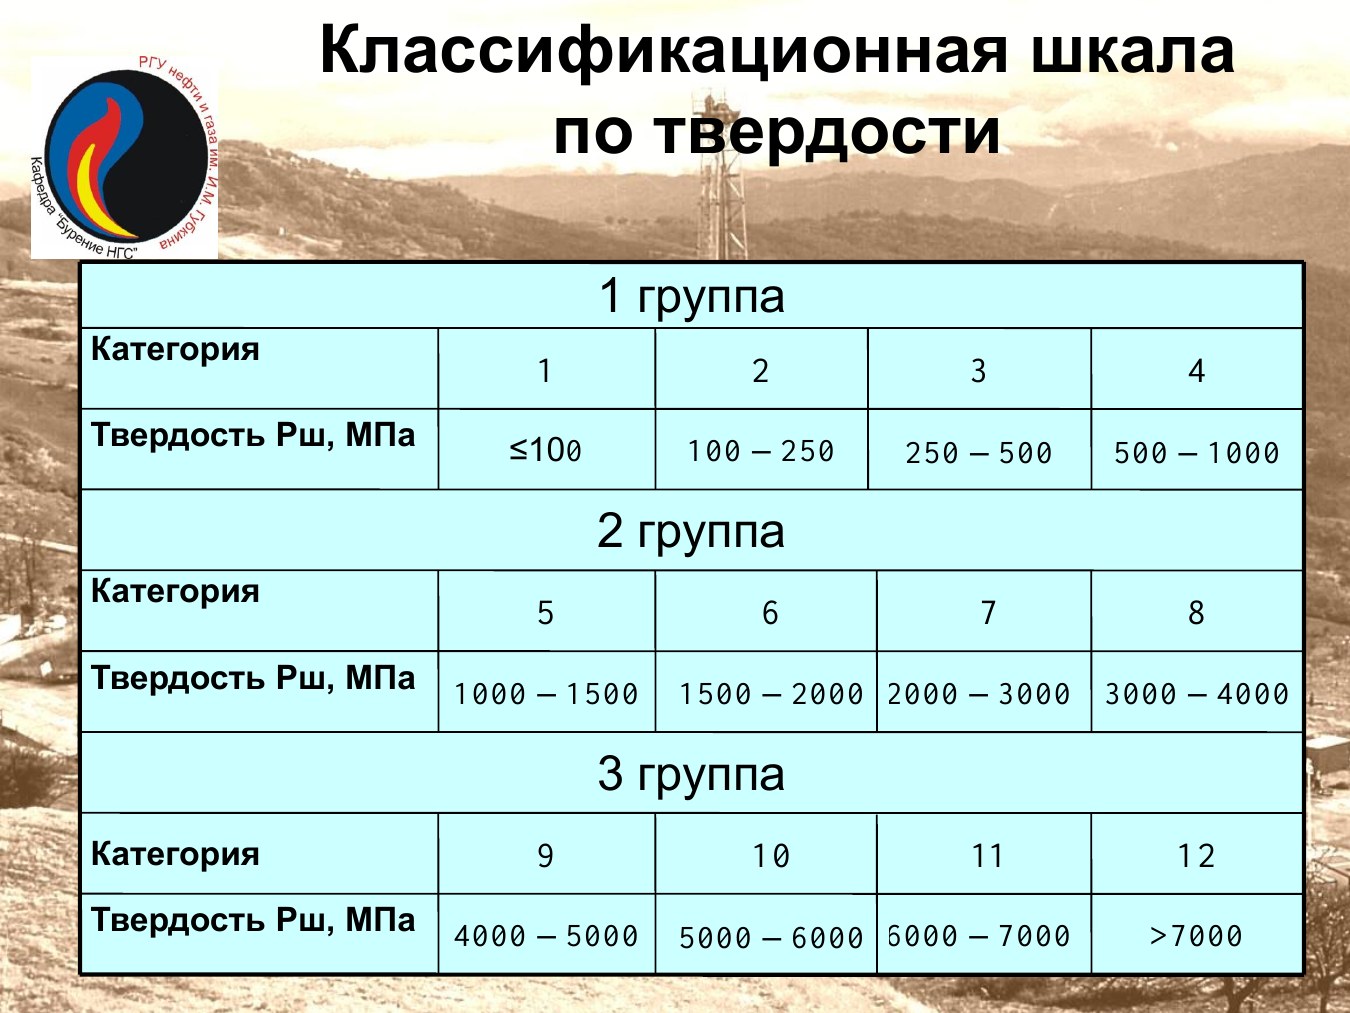 Классификационная шкала
по твердости
РГУ нефти и газа им. И.М. Губкина
Кафедра "Бурение НГС"
1 группа
Категория 1 2 3 4
Твердость Рш, МПа ≤100 100 – 250 250 – 500 500 – 1000
2 группа
Категория 5 6 7 8
Твердость Рш, МПа 1000 – 1500 1500 – 2000 2000 – 3000 3000 – 4000
3 группа
Категория 9 10 11 12
Твердость Рш, МПа 4000 – 5000 5000 – 6000 6000 – 7000 >7000